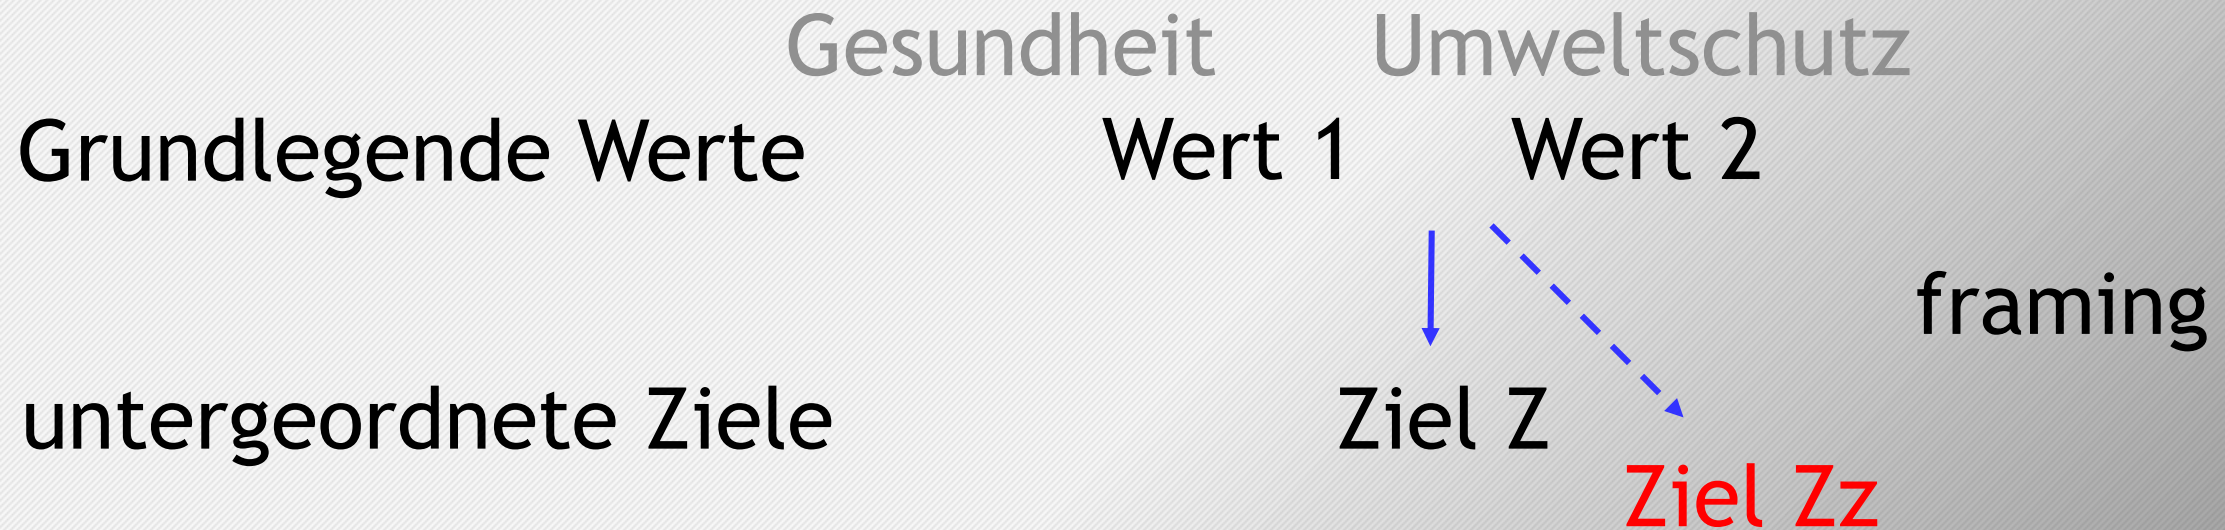 Gesundheit Umweltschutz
Grundlegende Werte Wert 1 Wert 2
framing
untergeordnete Ziele Ziel Z
Ziel Zz